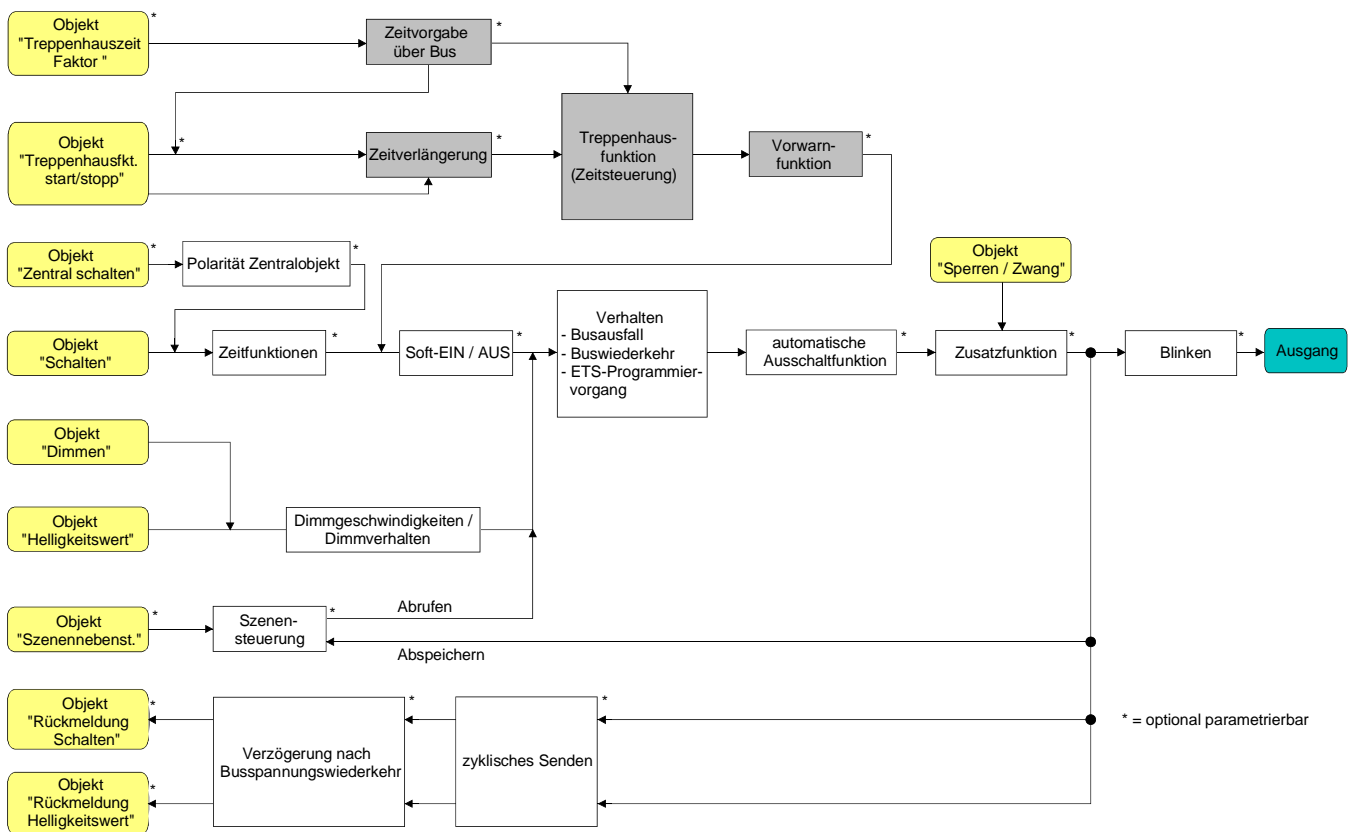 Objekt
"Treppenhauszeit
Faktor "
*
Zeitvorgabe
über Bus
*
Objekt
"Treppenhausfkt.
start/stopp"
*
Zeitverlängerung
*
Treppenhaus-
funktion
(Zeitsteuerung)
Vorwarn-
funktion
*
Objekt
"Zentral schalten"
*
Polarität Zentralobjekt
*
Objekt
"Sperren / Zwang"
Objekt
"Schalten"
Zeitfunktionen
*
Soft-EIN / AUS
*
Verhalten
- Busausfall
- Buswiederkehr
- ETS-Programmier-
vorgang
automatische
Ausschaltfunktion
*
Zusatzfunktion
*
Blinken
*
Ausgang
Objekt
"Dimmen"
Objekt
"Helligkeitswert"
Dimmgeschwindigkeiten /
Dimmverhalten
Objekt
"Szenennebenst."
*
Szenen-
steuerung
*
Abrufen
Abspeichern
Objekt
"Rückmeldung
Schalten"
*
Verzögerung nach
Busspannungswiederkehr
*
zyklisches Senden
*
* = optional parametrierbar
Objekt
"Rückmeldung
Helligkeitswert"
*